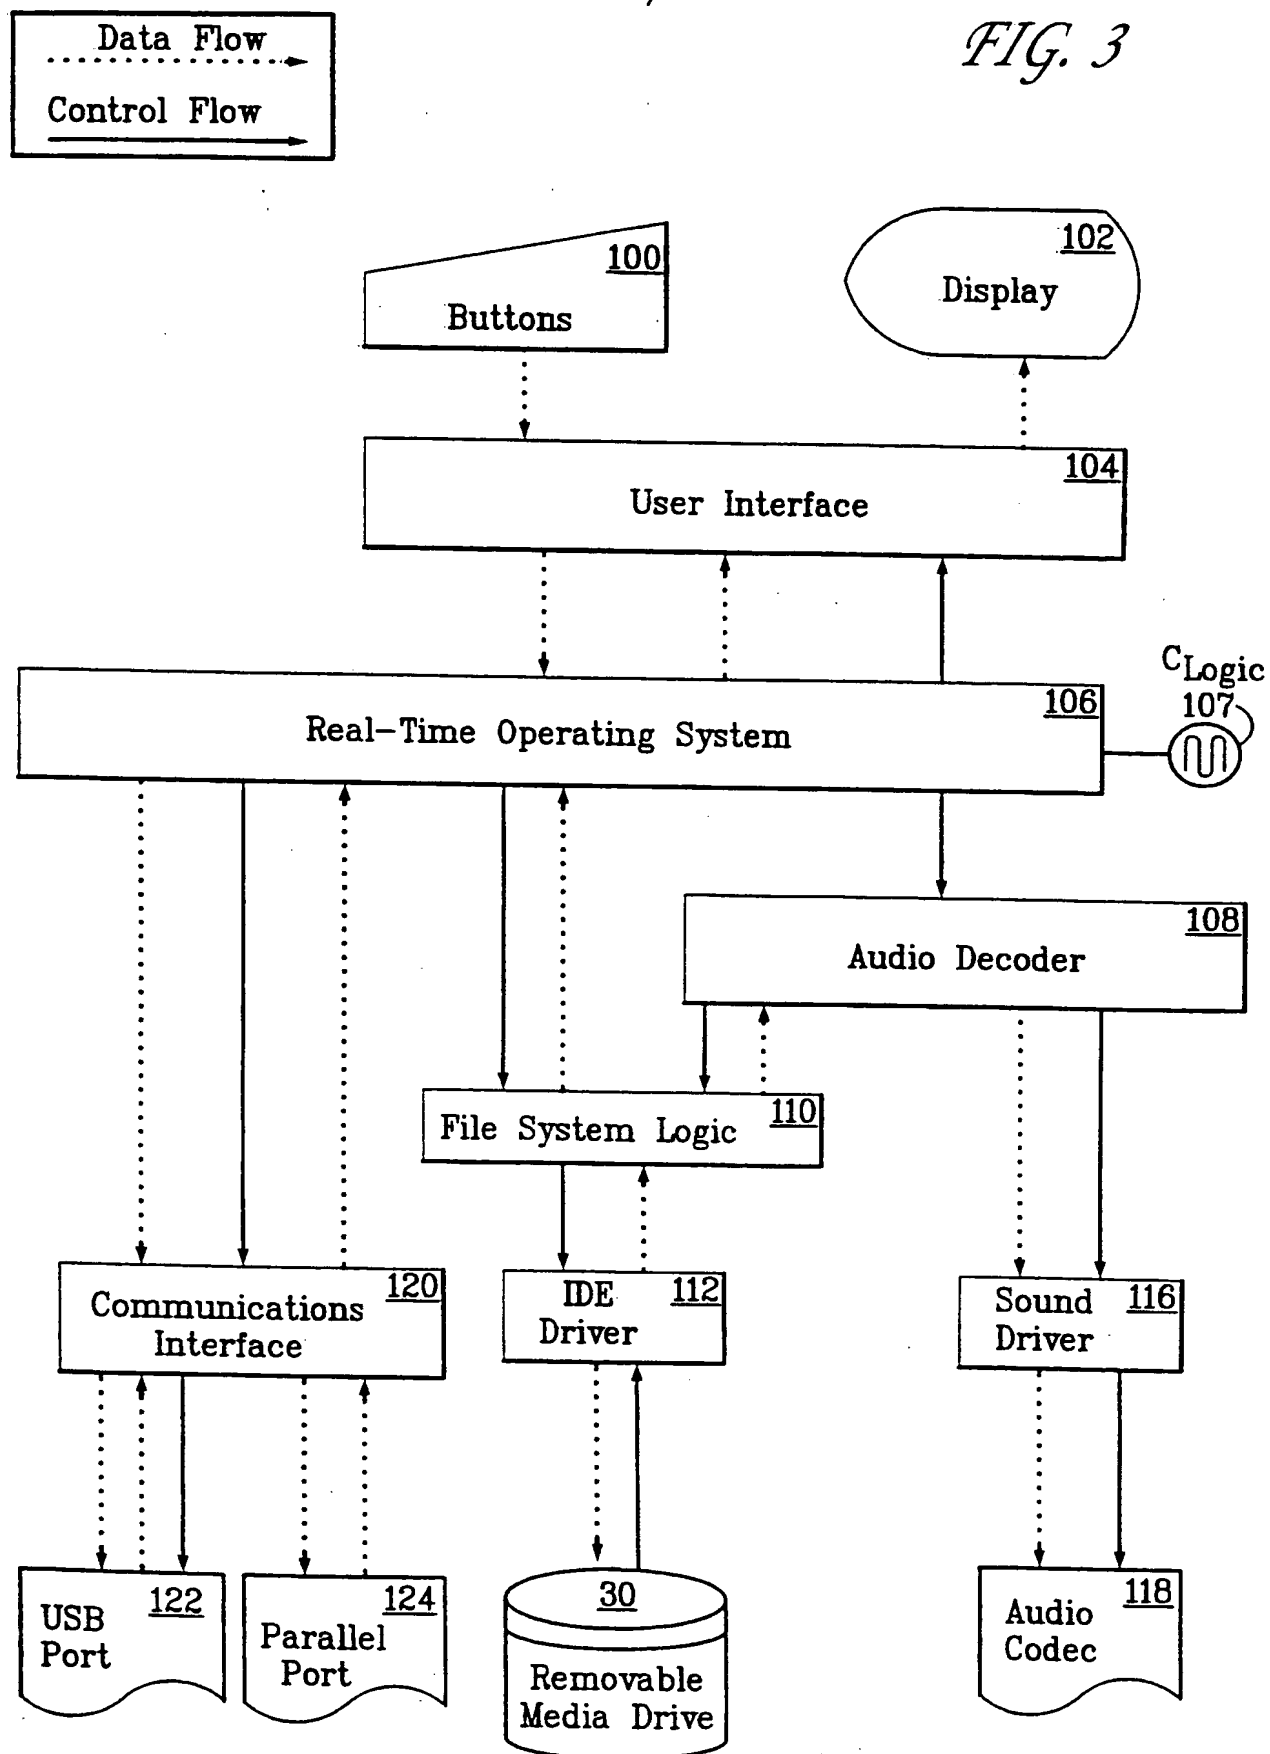 Data Flow
Control Flow
FIG. 3
100
Buttons
102
Display
104
User Interface
106
Real-Time Operating System
CLogic
107
108
Audio Decoder
110
File System Logic
120
Communications
Interface
112
IDE
Driver
116
Sound
Driver
122
USB
Port
124
Parallel
Port
30
Removable
Media Drive
118
Audio
Codec